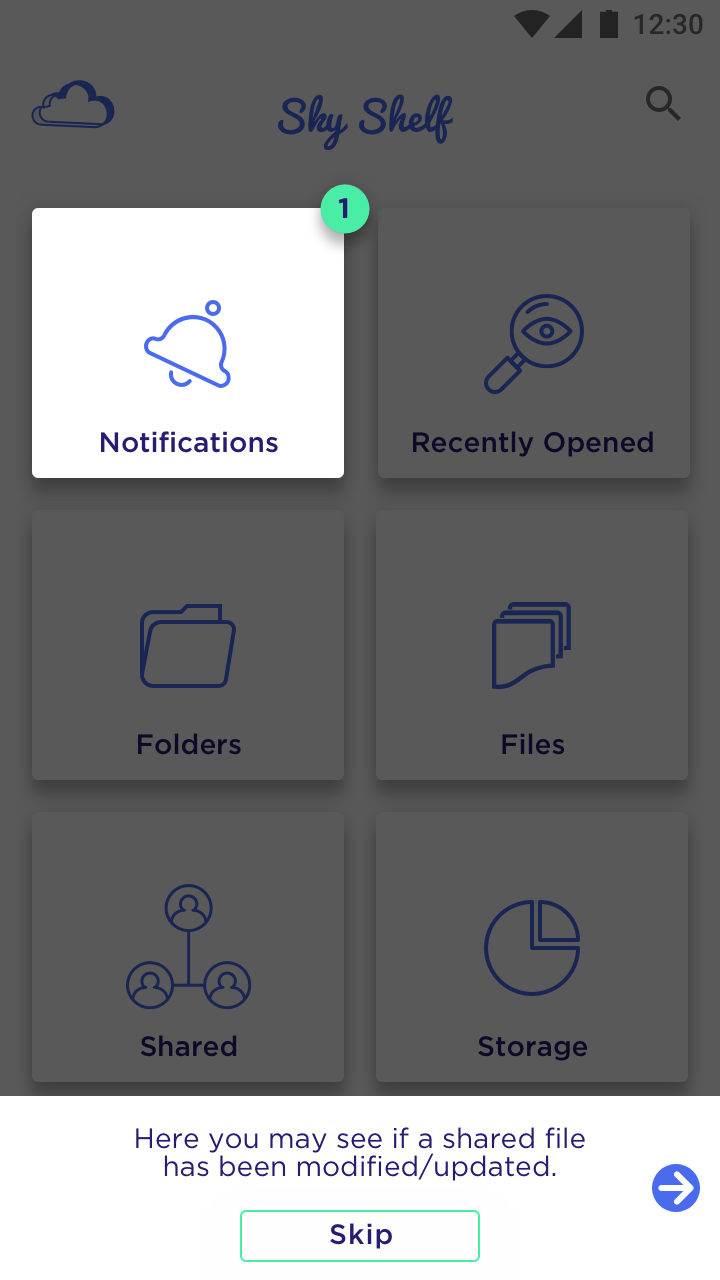 12:30
Sky Shelf
1
Notifications
Recently Opened
Folders
Files
Shared
Storage
Here you may see if a shared file
has been modified/updated.
Skip